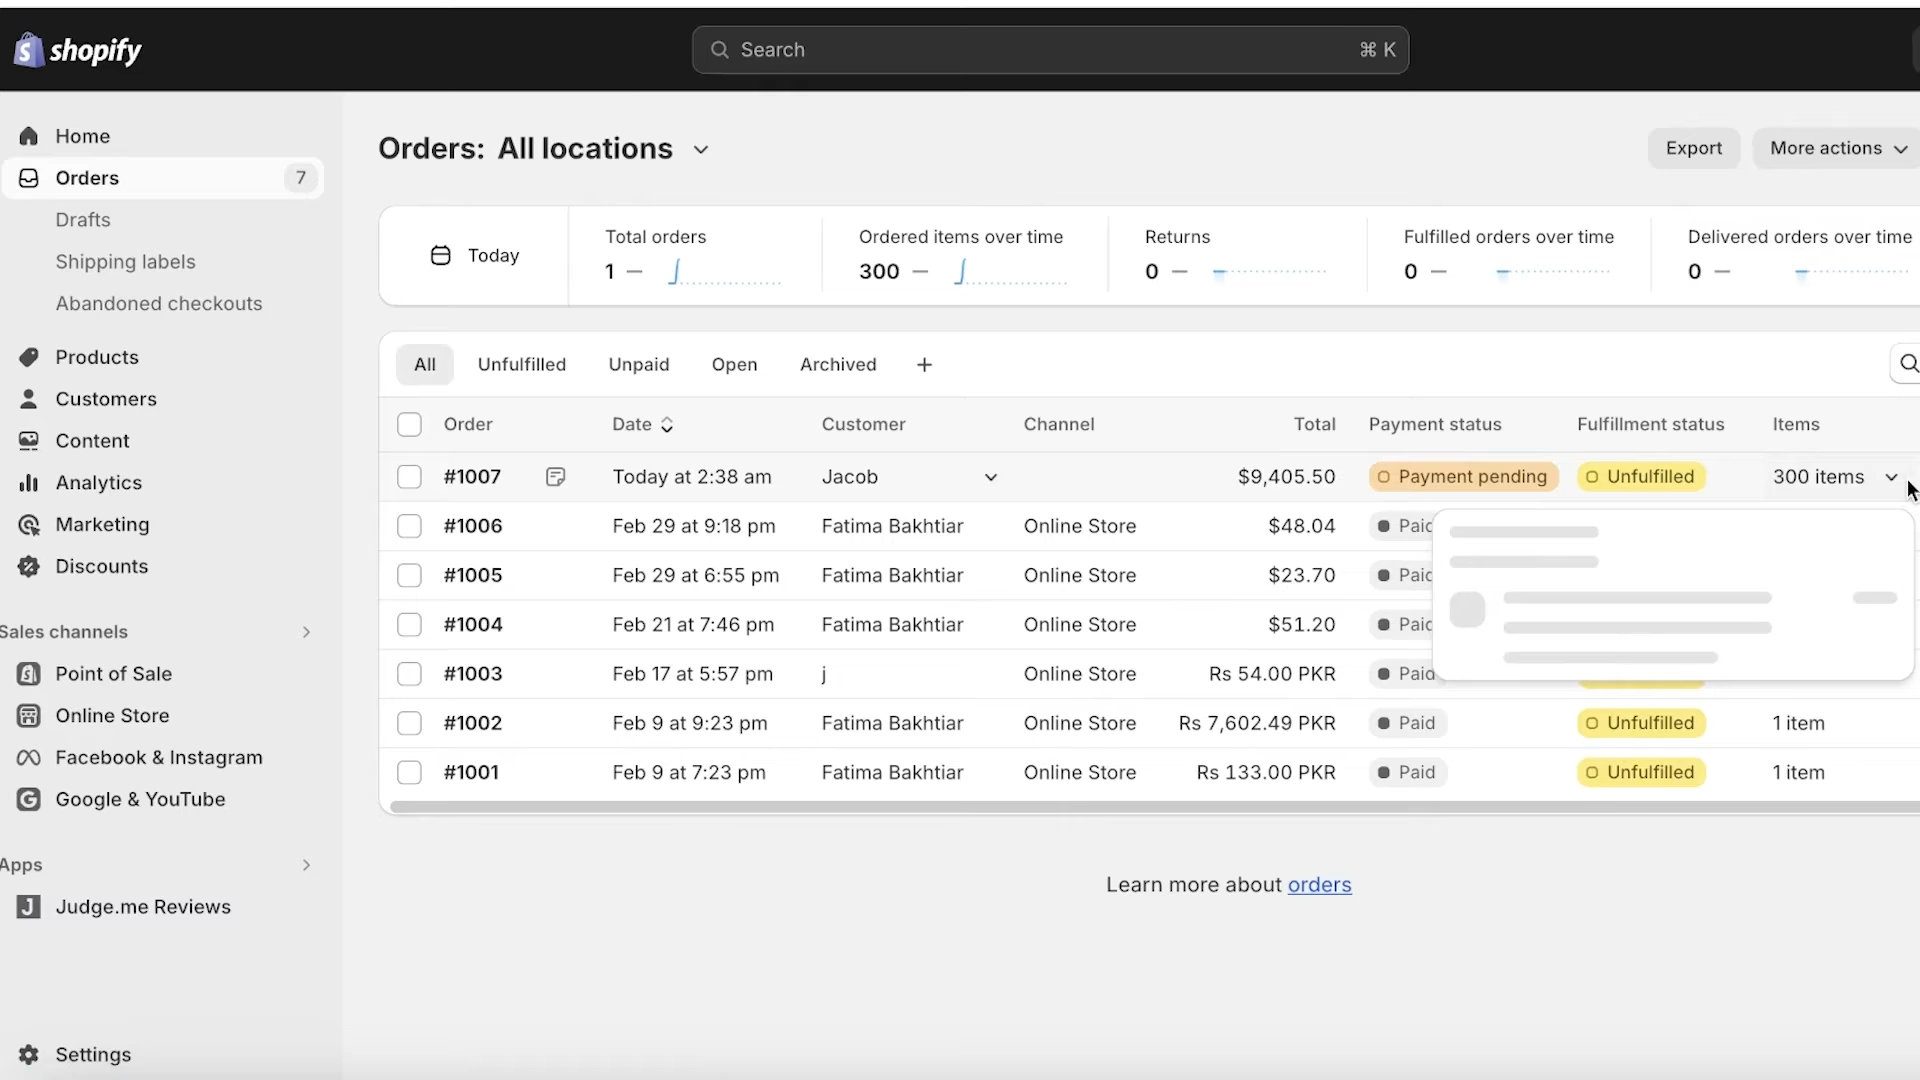 shopify
Search ⌘ K
Home
Orders 7
Drafts
Shipping labels
Abandoned checkouts
Products
Customers
Content
Analytics
Marketing
Discounts
Sales channels
Point of Sale
Online Store
Facebook & Instagram
Google & YouTube
Apps
Judge.me Reviews
Settings
Orders: All locations
Export More actions
Today
Total orders
1 —
Ordered items over time
300 —
Returns
0 —
Fulfilled orders over time
0 —
Delivered orders over time
0 —
All Unfulfilled Unpaid Open Archived +
Order Date Customer Channel Total Payment status Fulfillment status Items
#1007 Today at 2:38 am Jacob $9,405.50 Payment pending Unfulfilled 300 items
#1006 Feb 29 at 9:18 pm Fatima Bakhtiar Online Store $48.04
#1005 Feb 29 at 6:55 pm Fatima Bakhtiar Online Store $23.70
#1004 Feb 21 at 7:46 pm Fatima Bakhtiar Online Store $51.20
#1003 Feb 17 at 5:57 pm j Online Store Rs 54.00 PKR Paid
#1002 Feb 9 at 9:23 pm Fatima Bakhtiar Online Store Rs 7,602.49 PKR Paid Unfulfilled 1 item
#1001 Feb 9 at 7:23 pm Fatima Bakhtiar Online Store Rs 133.00 PKR Paid Unfulfilled 1 item
Learn more about orders